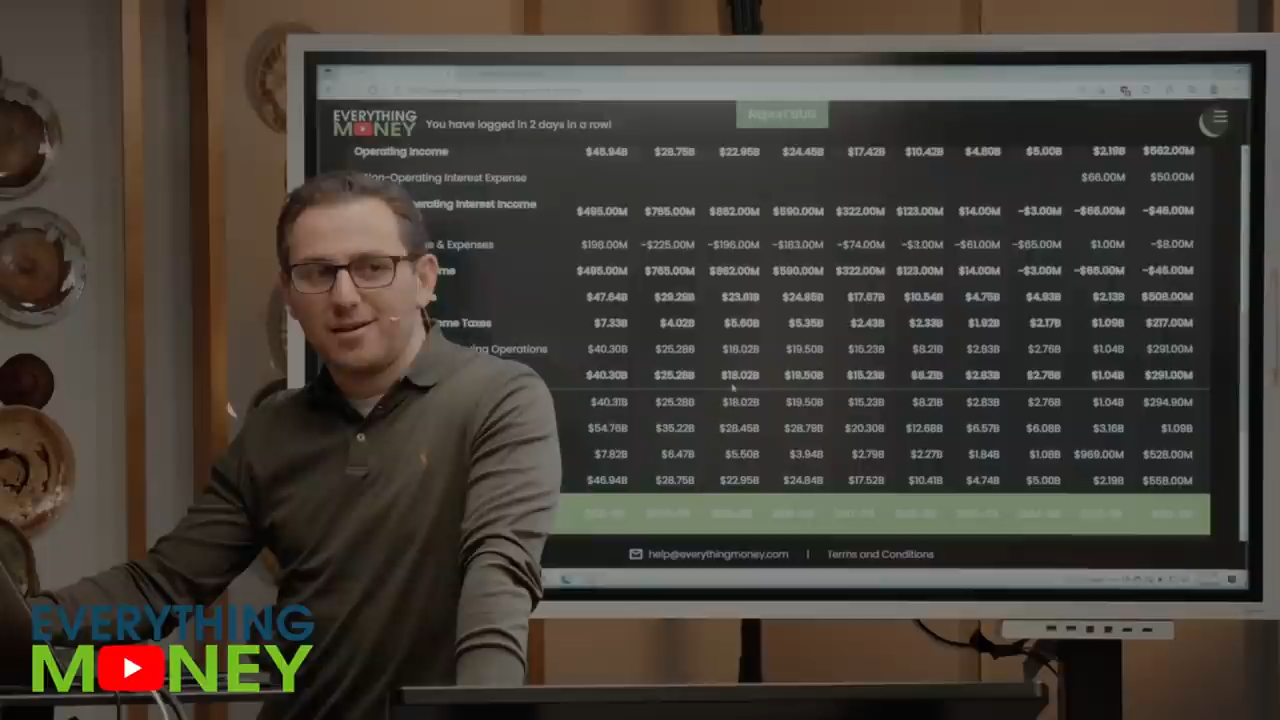 EVERYTHING
MONEY
You have logged in 2 days in a row!
Report BUG
Operating Income $46.94B $28.75B $22.95B $24.45B $17.42B $10.42B $4.80B $5.00B $2.19B $562.00M
Non-Operating Interest Expense $66.00M $50.00M
erating Interest Income $495.00M $765.00M $862.00M $590.00M $322.00M $123.00M $14.00M -$3.00M -$66.00M -$46.00M
e & Expenses $198.00M -$225.00M -$196.00M -$183.00M -$74.00M -$3.00M -$61.00M -$65.00M $1.00M -$8.00M
me $495.00M $765.00M $862.00M $590.00M $322.00M $123.00M $14.00M -$3.00M -$66.00M -$46.00M
$47.64B $29.29B $23.61B $24.85B $17.67B $10.54B $4.75B $4.93B $2.13B $508.00M
ome Taxes $7.33B $4.02B $5.60B $5.35B $2.43B $2.33B $1.92B $2.17B $1.09B $217.00M
uing Operations $40.30B $25.28B $18.02B $19.50B $15.23B $8.21B $2.83B $2.76B $1.04B $291.00M
$40.30B $25.28B $18.02B $19.50B $15.23B $8.21B $2.83B $2.76B $1.04B $291.00M
$40.31B $25.28B $18.02B $19.50B $15.23B $8.21B $2.83B $2.76B $1.04B $294.90M
$54.76B $35.22B $28.45B $28.79B $20.30B $12.68B $6.57B $6.08B $3.16B $1.09B
$7.82B $6.47B $5.50B $3.94B $2.79B $2.27B $1.84B $1.08B $969.00M $528.00M
$46.94B $28.75B $22.95B $24.84B $17.52B $10.41B $4.74B $5.00B $2.19B $558.00M
help@everythingmoney.com | Terms and Conditions
EVERYTHING
MONEY